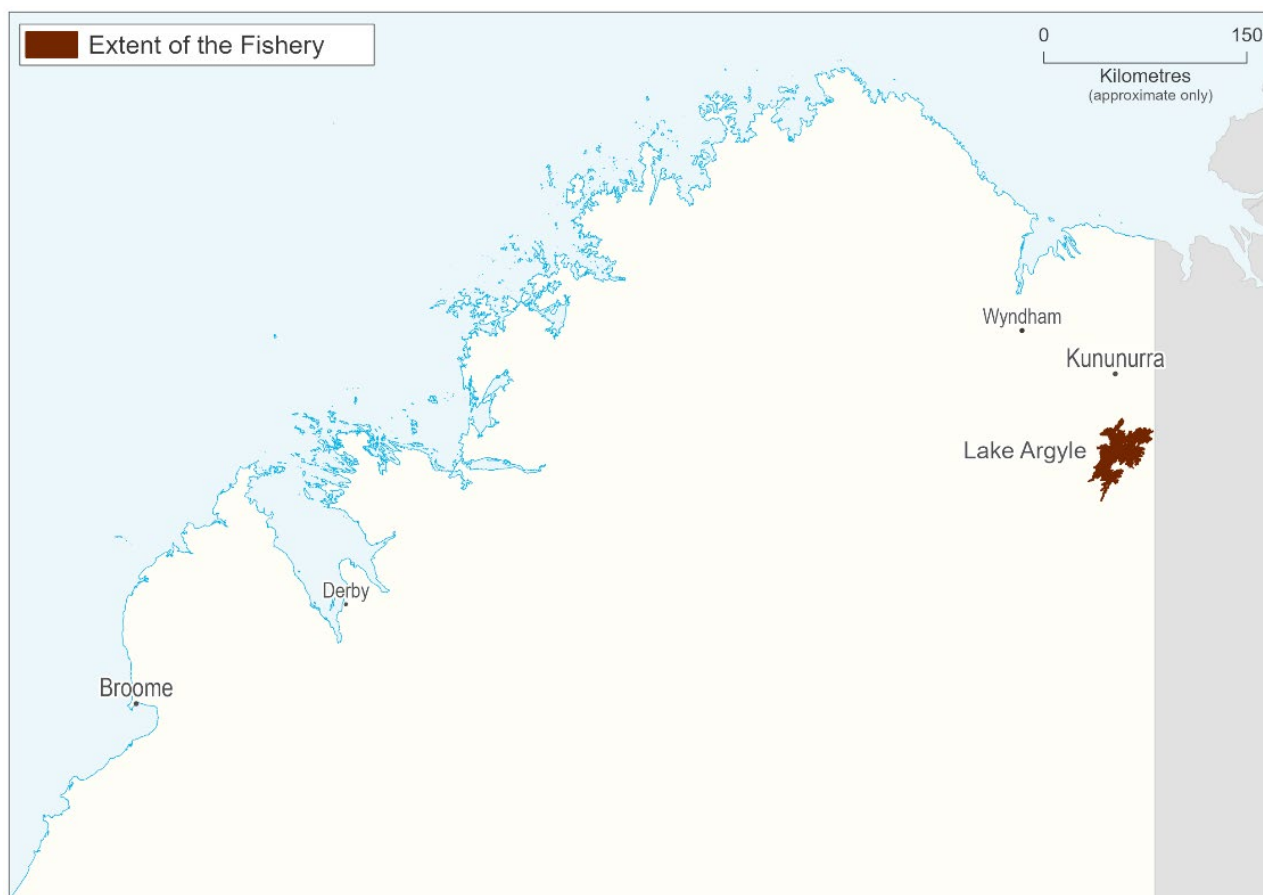 Extent of the Fishery
0 150
Kilometres
(approximate only)
Wyndham
Kununurra
Lake Argyle
Derby
Broome